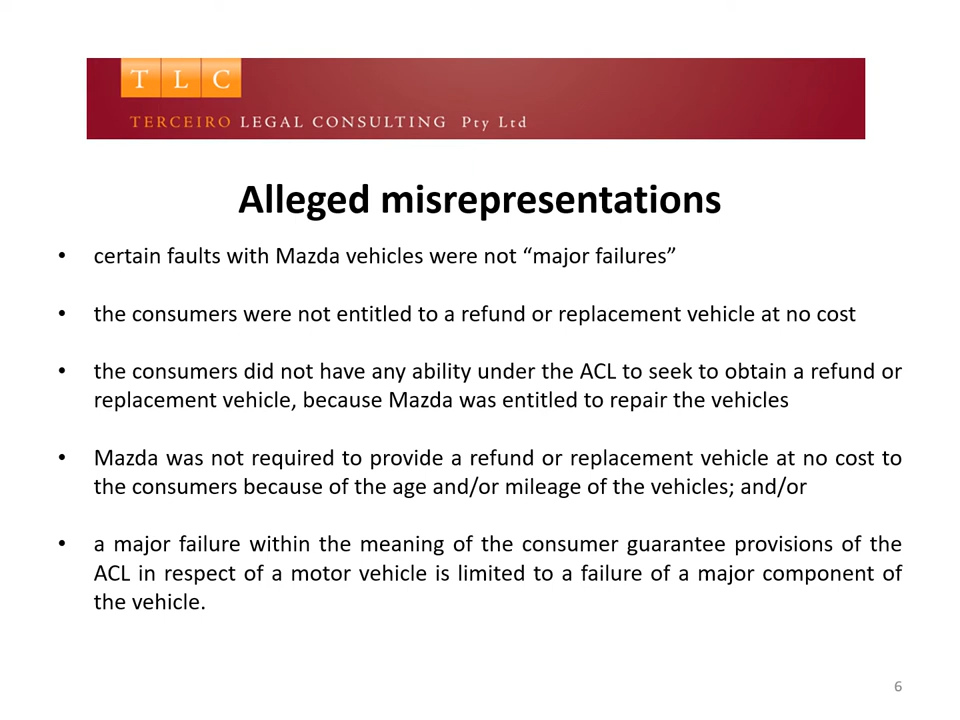 T L C
TERCEIRO LEGAL CONSULTING Pty Ltd
Alleged misrepresentations
• certain faults with Mazda vehicles were not “major failures”
• the consumers were not entitled to a refund or replacement vehicle at no cost
• the consumers did not have any ability under the ACL to seek to obtain a refund or
replacement vehicle, because Mazda was entitled to repair the vehicles
• Mazda was not required to provide a refund or replacement vehicle at no cost to
the consumers because of the age and/or mileage of the vehicles; and/or
• a major failure within the meaning of the consumer guarantee provisions of the
ACL in respect of a motor vehicle is limited to a failure of a major component of
the vehicle.
6